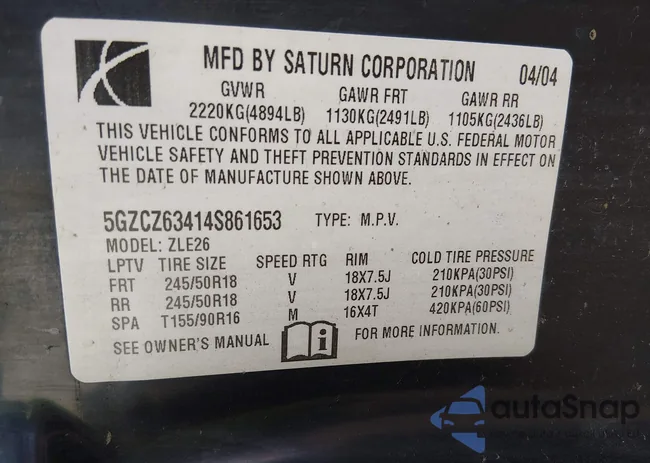 MFD BY SATURN CORPORATION 04/04
GVWR GAWR FRT GAWR RR
2220KG(4894LB) 1130KG(2491LB) 1105KG(2436LB)
THIS VEHICLE CONFORMS TO ALL APPLICABLE U.S. FEDERAL MOTOR
VEHICLE SAFETY AND THEFT PREVENTION STANDARDS IN EFFECT ON
THE DATE OF MANUFACTURE SHOWN ABOVE.
5GZCZ63414S861653 TYPE: M.P.V.
MODEL: ZLE26
LPTV TIRE SIZE SPEED RTG RIM COLD TIRE PRESSURE
FRT 245/50R18 V 18X7.5J 210KPA(30PSI)
RR 245/50R18 V 18X7.5J 210KPA(30PSI)
SPA T155/90R16 M 16X4T 420KPA(60PSI)
SEE OWNER'S MANUAL i FOR MORE INFORMATION.
autoSnap